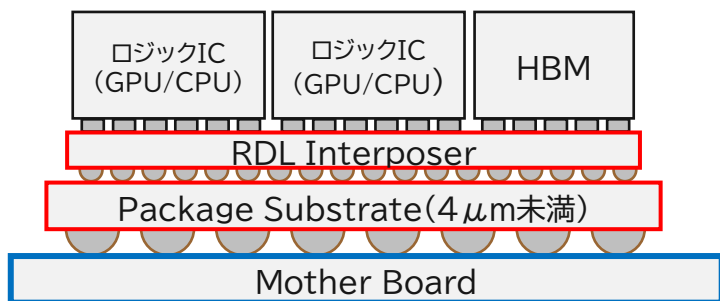 ロジックIC
(GPU/CPU)
ロジックIC
(GPU/CPU)
HBM
RDL Interposer
Package Substrate(4μm未満)
Mother Board